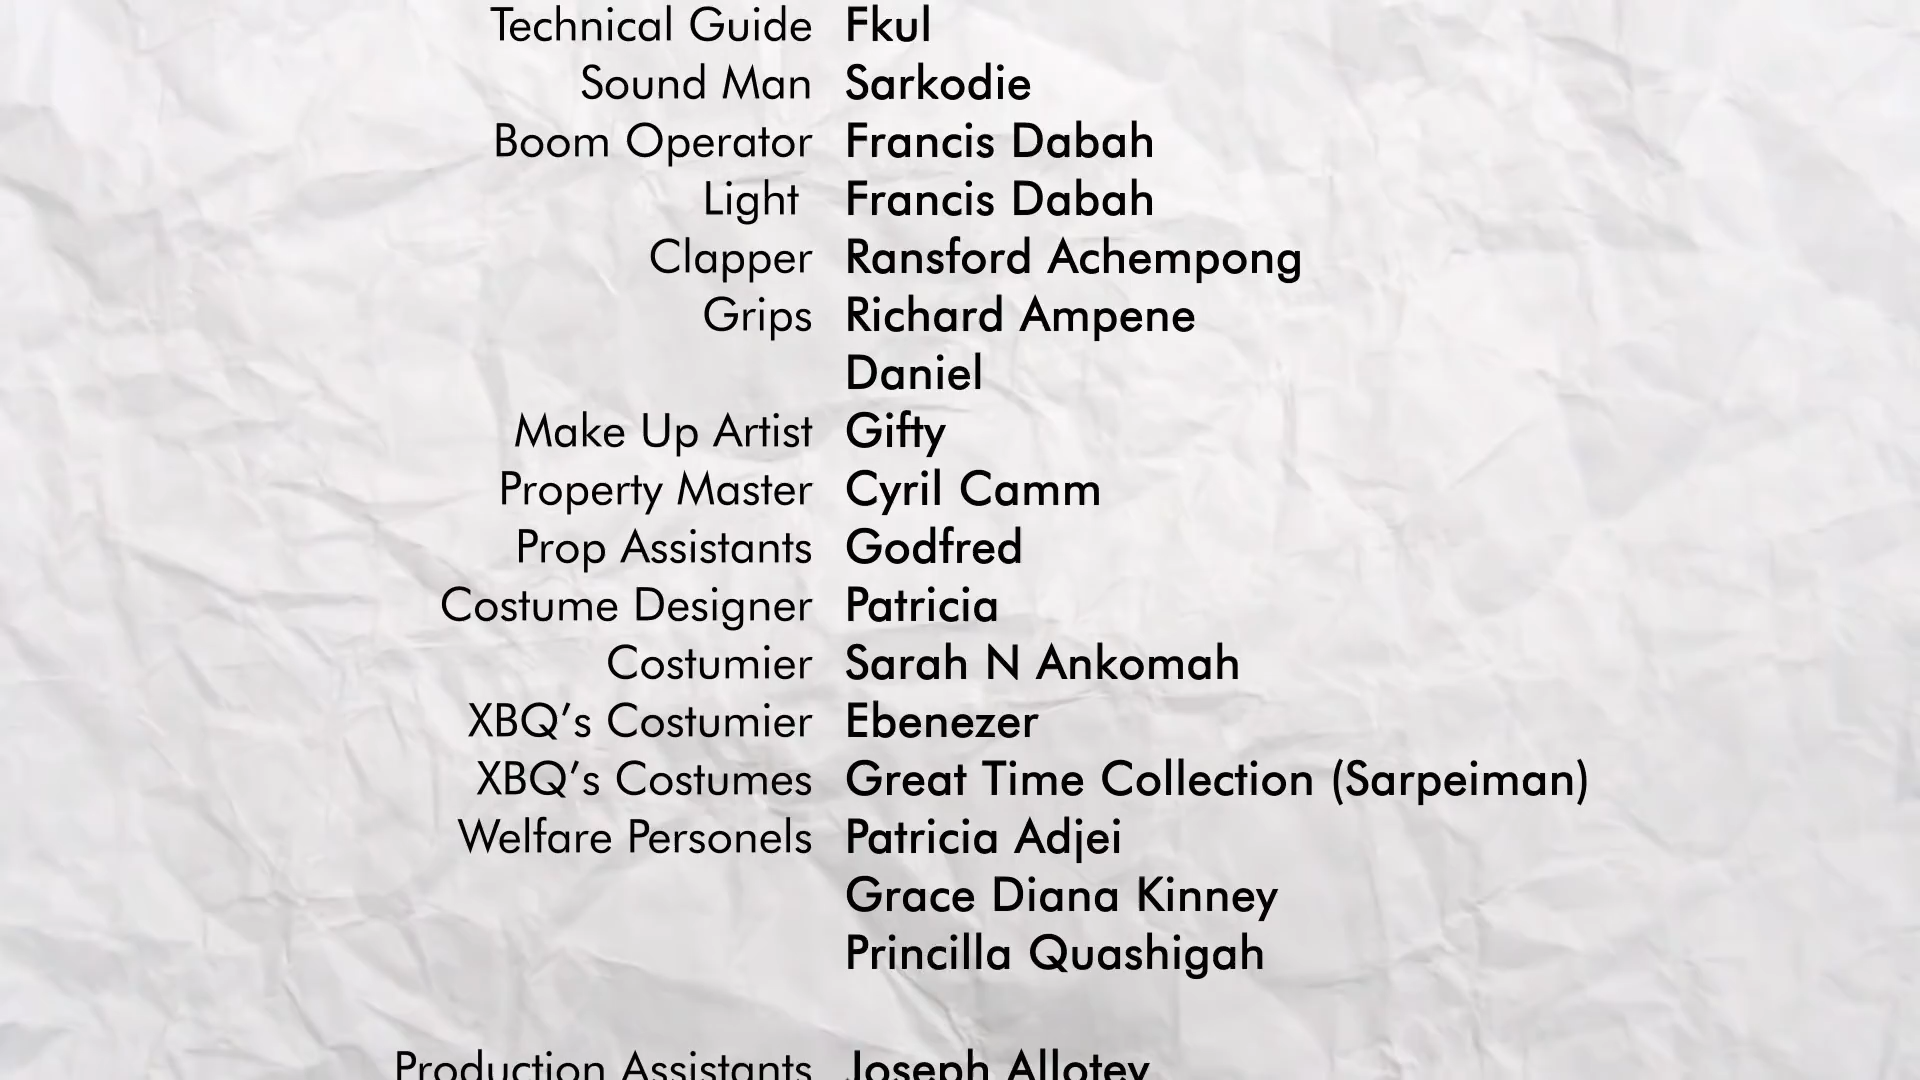 Technical Guide Fkul
Sound Man Sarkodie
Boom Operator Francis Dabah
Light Francis Dabah
Clapper Ransford Achempong
Grips Richard Ampene
Daniel
Make Up Artist Gifty
Property Master Cyril Camm
Prop Assistants Godfred
Costume Designer Patricia
Costumier Sarah N Ankomah
XBQ’s Costumier Ebenezer
XBQ’s Costumes Great Time Collection (Sarpeiman)
Welfare Personels Patricia Adjei
Grace Diana Kinney
Princilla Quashigah
Production Assistants Joseph Allotey